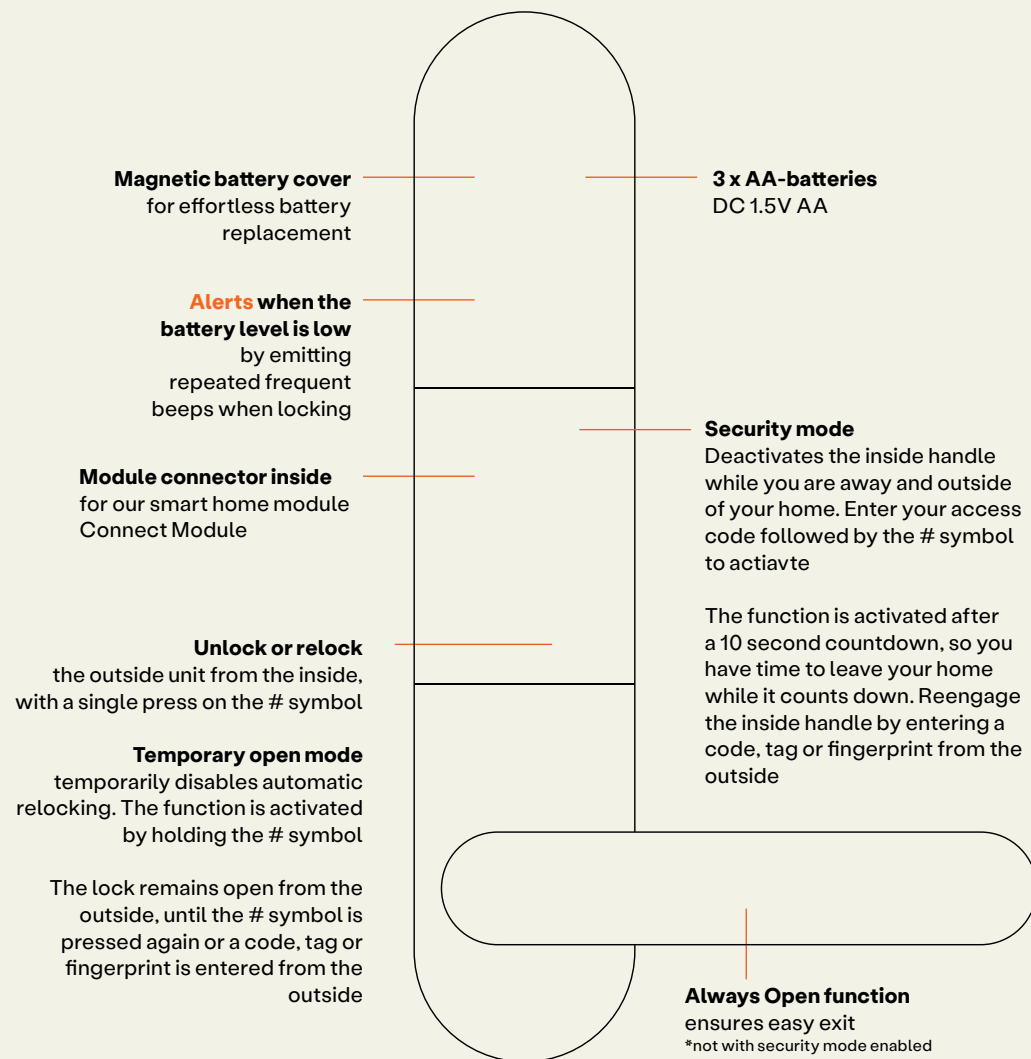 Magnetic battery cover
for effortless battery
replacement
3 x AA-batteries
DC 1.5V AA
Alerts when the
battery level is low
by emitting
repeated frequent
beeps when locking
Module connector inside
for our smart home module
Connect Module
Security mode
Deactivates the inside handle
while you are away and outside
of your home. Enter your access
code followed by the # symbol
to actiavte
The function is activated after
a 10 second countdown, so you
have time to leave your home
while it counts down. Reengage
the inside handle by entering a
code, tag or fingerprint from the
outside
Unlock or relock
the outside unit from the inside,
with a single press on the # symbol
Temporary open mode
temporarily disables automatic
relocking. The function is activated
by holding the # symbol
The lock remains open from the
outside, until the # symbol is
pressed again or a code, tag or
fingerprint is entered from the
outside
Always Open function
ensures easy exit
*not with security mode enabled